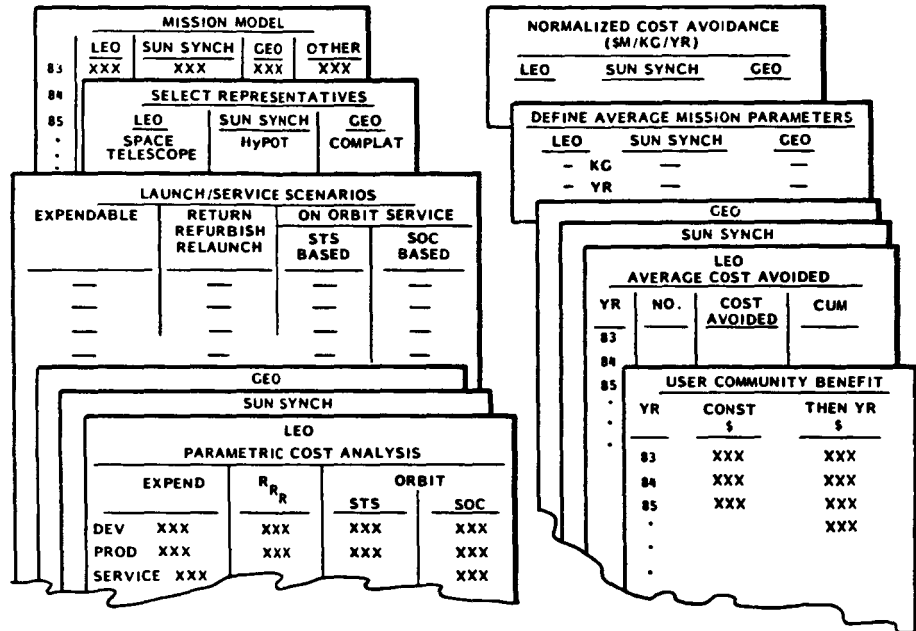 MISSION MODEL
LEO SUN SYNCH GEO OTHER
83 XXX XXX XXX XXX
84
85
SELECT REPRESENTATIVES
LEO SUN SYNCH GEO
SPACE TELESCOPE HyPOT COMPLAT
LAUNCH/SERVICE SCENARIOS
EXPENDABLE RETURN REFURBISH RELAUNCH ON ORBIT SERVICE
STS BASED SOC BASED
— — — —
— — — —
— — — —
— — — —
GEO
SUN SYNCH
LEO
PARAMETRIC COST ANALYSIS
EXPEND RRR ORBIT
STS SOC
DEV XXX XXX XXX XXX
PROD XXX XXX XXX XXX
SERVICE XXX XXX
NORMALIZED COST AVOIDANCE
($M/KG/YR)
LEO SUN SYNCH GEO
DEFINE AVERAGE MISSION PARAMETERS
LEO SUN SYNCH GEO
– KG — —
– YR — —
GEO
SUN SYNCH
LEO
AVERAGE COST AVOIDED
YR NO. COST AVOIDED CUM
83
84
85
USER COMMUNITY BENEFIT
YR CONST $ THEN YR $
83 XXX XXX
84 XXX XXX
85 XXX XXX
XXX